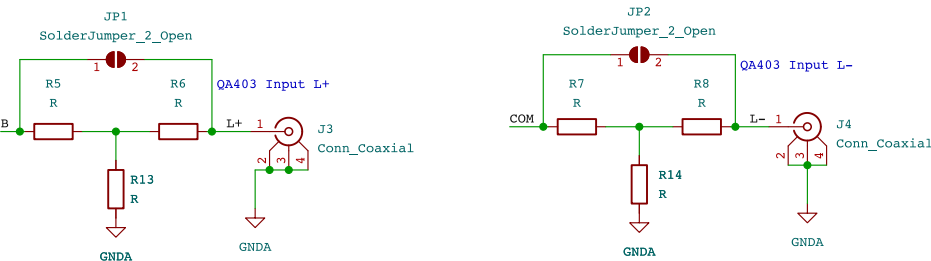 JP1
SolderJumper_2_Open
1 2
R5
R
R6
R
QA403 Input L+
B
L+
1
J3
Conn_Coaxial
2
3
4
R13
R
GNDA
GNDA
JP2
SolderJumper_2_Open
1 2
R7
R
R8
R
QA403 Input L-
COM
L-
1
J4
Conn_Coaxial
2
3
4
R14
R
GNDA
GNDA